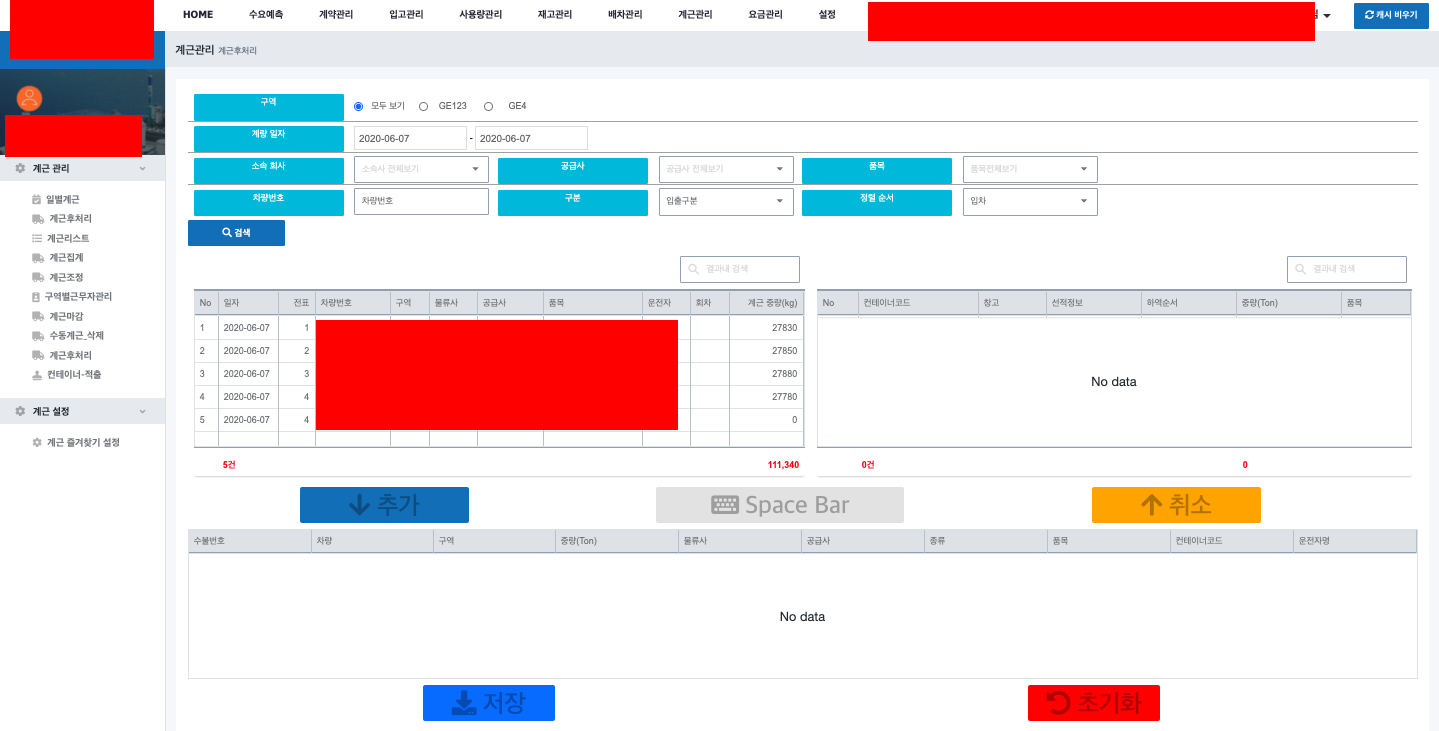 HOME 수요예측 계약관리 입고관리 사용량관리 재고관리 배차관리 계근관리 요금관리 설정 캐시 비우기
계근관리 계근후처리
계근 관리
일별계근
계근후처리
계근리스트
계근집계
계근조정
구역별근무자관리
계근마감
수동계근_삭제
계근후처리
컨테이너-적출
계근 설정
계근 즐겨찾기 설정
구역 모두 보기 GE123 GE4
계량 일자 2020-06-07 - 2020-06-07
소속 회사 소속사 전체보기 공급사 공급사 전체보기 품목 품목전체보기
차량번호 차량번호 구분 입출구분 정렬 순서 입차
검색
결과내 검색 결과내 검색
No 일자 전표 차량번호 구역 물류사 공급사 품목 운전자 회차 계근 중량(kg)
1 2020-06-07 1 27830
2 2020-06-07 2 27850
3 2020-06-07 3 27880
4 2020-06-07 4 27780
5 2020-06-07 4 0
5건 111,340
No 컨테이너코드 창고 선적정보 하역순서 중량(Ton) 품목
No data
0건 0
추가 Space Bar 취소
수불번호 차량 구역 중량(Ton) 물류사 공급사 종류 품목 컨테이너코드 운전자명
No data
저장 초기화